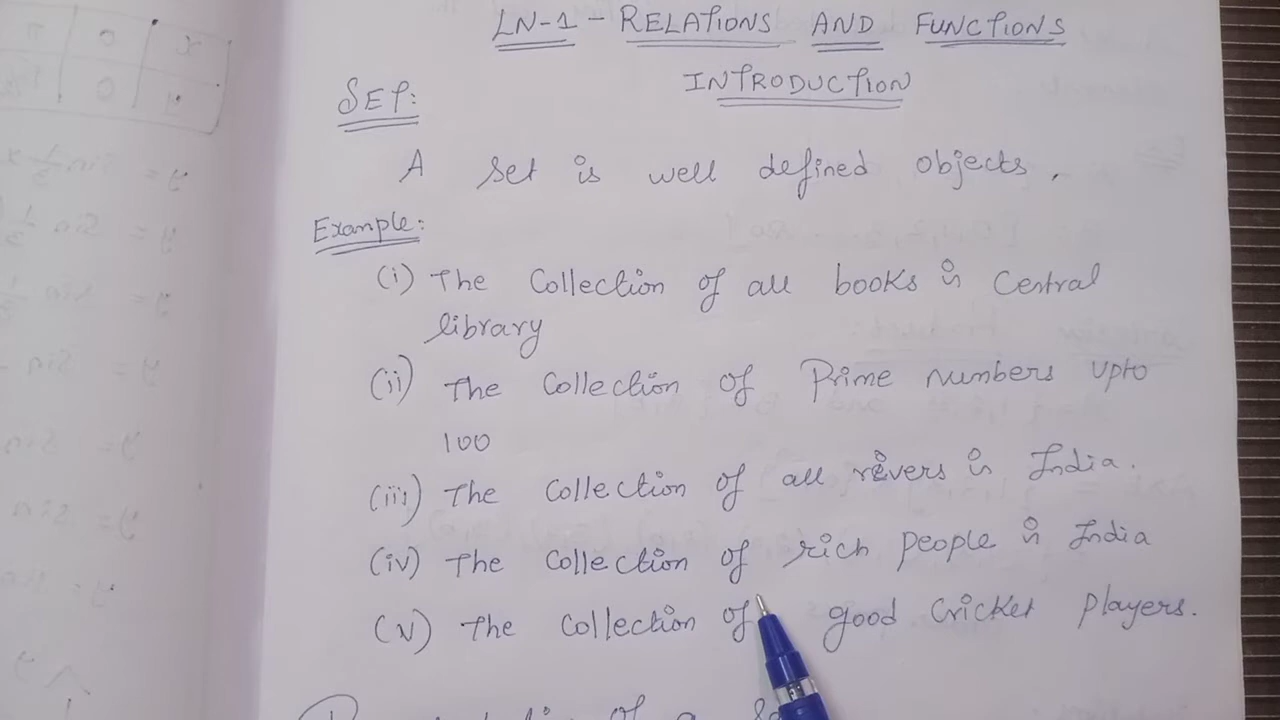 LN-1 - RELATIONS AND FUNCTIONS
INTRODUCTION
SET:
A set is well defined objects.
Example:
(i) The Collection of all books in Central
library
(ii) The Collection of Prime numbers upto
100
(iii) The Collection of all rivers in India.
(iv) The Collection of rich people in India
(v) The Collection of good Cricket players.
of a